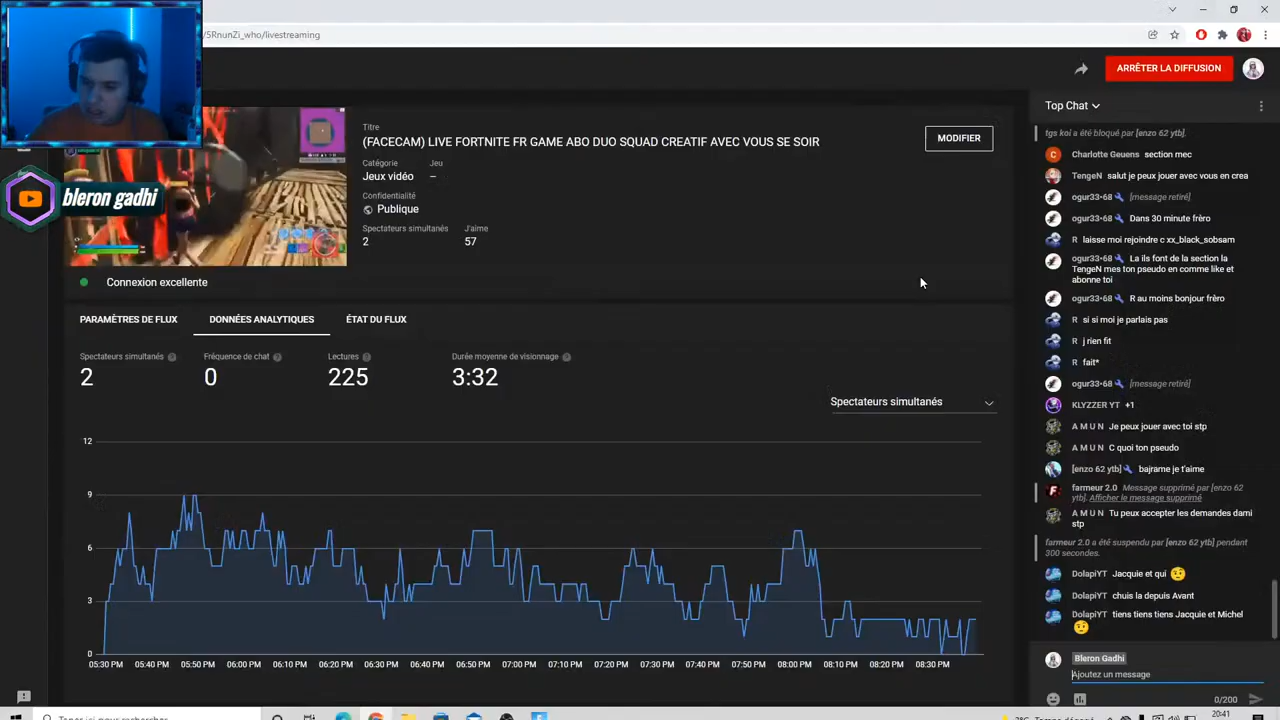 /5RnunZi_who/livestreaming
ARRÊTER LA DIFFUSION
bleron gadhi
Titre
(FACECAM) LIVE FORTNITE FR GAME ABO DUO SQUAD CREATIF AVEC VOUS SE SOIR
MODIFIER
Catégorie Jeu
Jeux vidéo –
Confidentialité
Publique
Spectateurs simultanés J'aime
2 57
Connexion excellente
PARAMÈTRES DE FLUX DONNÉES ANALYTIQUES ÉTAT DU FLUX
Spectateurs simultanés Fréquence de chat Lectures Durée moyenne de visionnage
2 0 225 3:32
Spectateurs simultanés
12
9
6
3
0
05:30 PM 05:40 PM 05:50 PM 06:00 PM 06:10 PM 06:20 PM 06:30 PM 06:40 PM 06:50 PM 07:00 PM 07:10 PM 07:20 PM 07:30 PM 07:40 PM 07:50 PM 08:00 PM 08:10 PM 08:20 PM 08:30 PM
Top Chat
tgs koi a été bloqué par [enzo 62 ytb].
Charlotte Geuens section mec
TengeN salut je peux jouer avec vous en crea
ogur33-68 [message retiré]
ogur33-68 Dans 30 minute frèro
R laisse moi rejoindre c xx_black_sobsam
ogur33-68 La ils font de la section la
TengeN mes ton pseudo en comme like et
abonne toi
ogur33-68 R au moins bonjour frèro
R si si moi je parlais pas
R j rien fit
R fait*
ogur33-68 [message retiré]
KLYZZER YT +1
A M U N Je peux jouer avec toi stp
A M U N C quoi ton pseudo
[enzo 62 ytb] bajrame je t'aime
farmeur 2.0 Message supprimé par [enzo 62
ytb]. Afficher le message supprimé
A M U N Tu peux accepter les demandes dami
stp
farmeur 2.0 a été suspendu par [enzo 62 ytb] pendant
300 secondes.
DolapiYT Jacquie et qui 🤨
DolapiYT chuis la depuis Avant
DolapiYT tiens tiens tiens Jacquie et Michel
🤨
Bleron Gadhi
Ajoutez un message
0/200
20:41